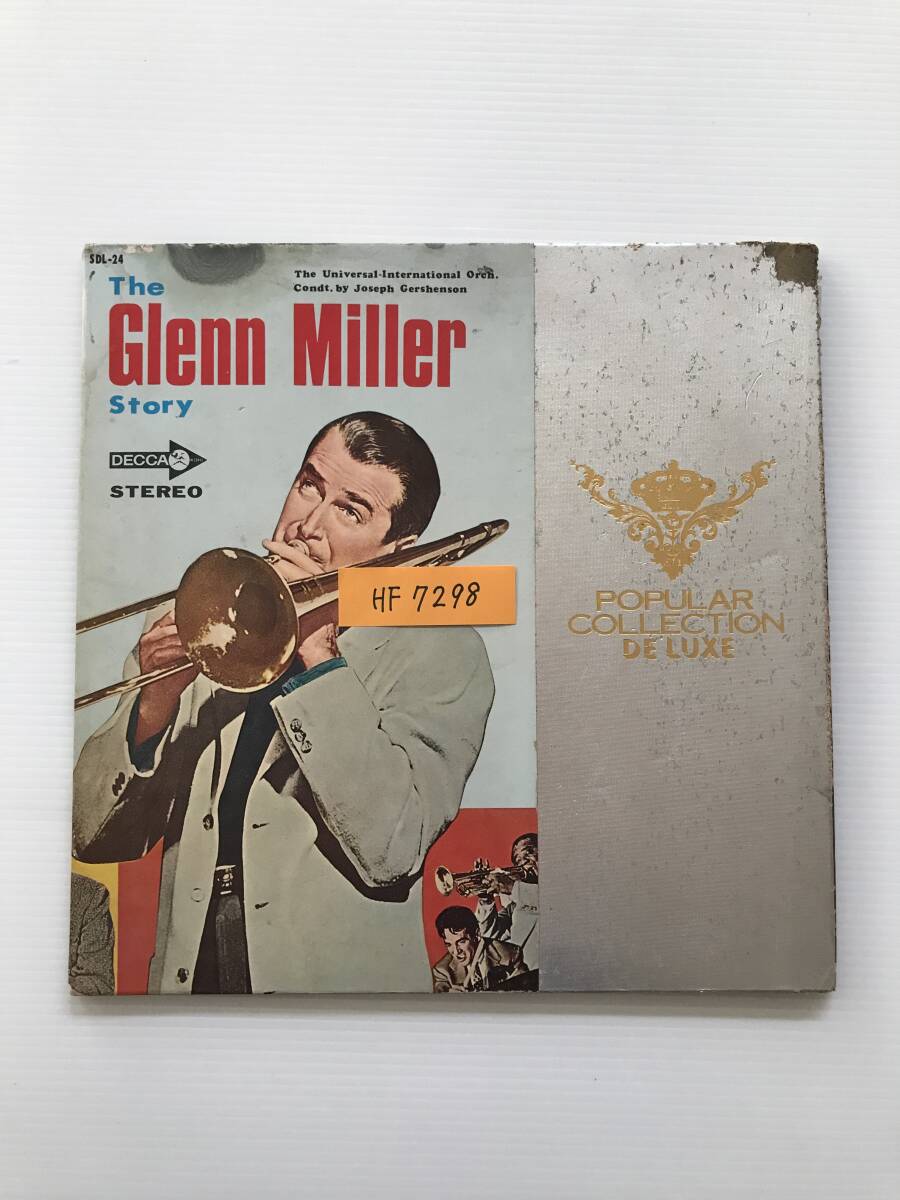 SDL-24
The Universal-International Orch.
Condt. by Joseph Gershenson
The
Glenn Miller
Story
DECCA
STEREO
HF 7298
POPULAR
COLLECTION
DE LUXE